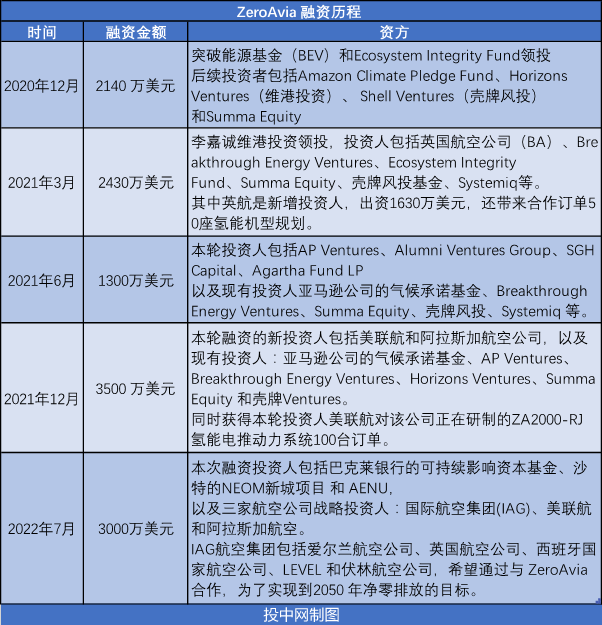 ZeroAvia 融资历程
时间
融资金额
资方
2020年12月
2140 万美元
突破能源基金（BEV）和Ecosystem Integrity Fund领投
后续投资者包括Amazon Climate Pledge Fund、Horizons
Ventures（维港投资）、 Shell Ventures（壳牌风投）
和Summa Equity
2021年3月
2430万美元
李嘉诚维港投资领投，投资人包括英国航空公司（BA）、Bre
akthrough Energy Ventures、Ecosystem Integrity
Fund、Summa Equity、壳牌风投基金、Systemiq等。
其中英航是新增投资人，出资1630万美元，还带来合作订单5
0座氢能机型规划。
2021年6月
1300万美元
本轮投资人包括AP Ventures、Alumni Ventures Group、SGH
Capital、Agartha Fund LP
以及现有投资人亚马逊公司的气候承诺基金、Breakthrough
Energy Ventures、Summa Equity、壳牌风投、Systemiq 等。
2021年12月
3500 万美元
本轮融资的新投资人包括美联航和阿拉斯加航空公司，以及
现有投资人：亚马逊公司的气候承诺基金、AP Ventures、
Breakthrough Energy Ventures、Horizons Ventures、Summa
Equity 和壳牌Ventures。
同时获得本轮投资人美联航对该公司正在研制的ZA2000-RJ
氢能电推动力系统100台订单。
2022年7月
3000万美元
本次融资投资人包括巴克莱银行的可持续影响资本基金、沙
特的NEOM新城项目 和 AENU，
以及三家航空公司战略投资人：国际航空集团(IAG)、美联航
和阿拉斯加航空。
IAG航空集团包括爱尔兰航空公司、英国航空公司、西班牙国
家航空公司、LEVEL 和伏林航空公司，希望通过与 ZeroAvia
合作，为了实现到2050 年净零排放的目标。
投中网制图